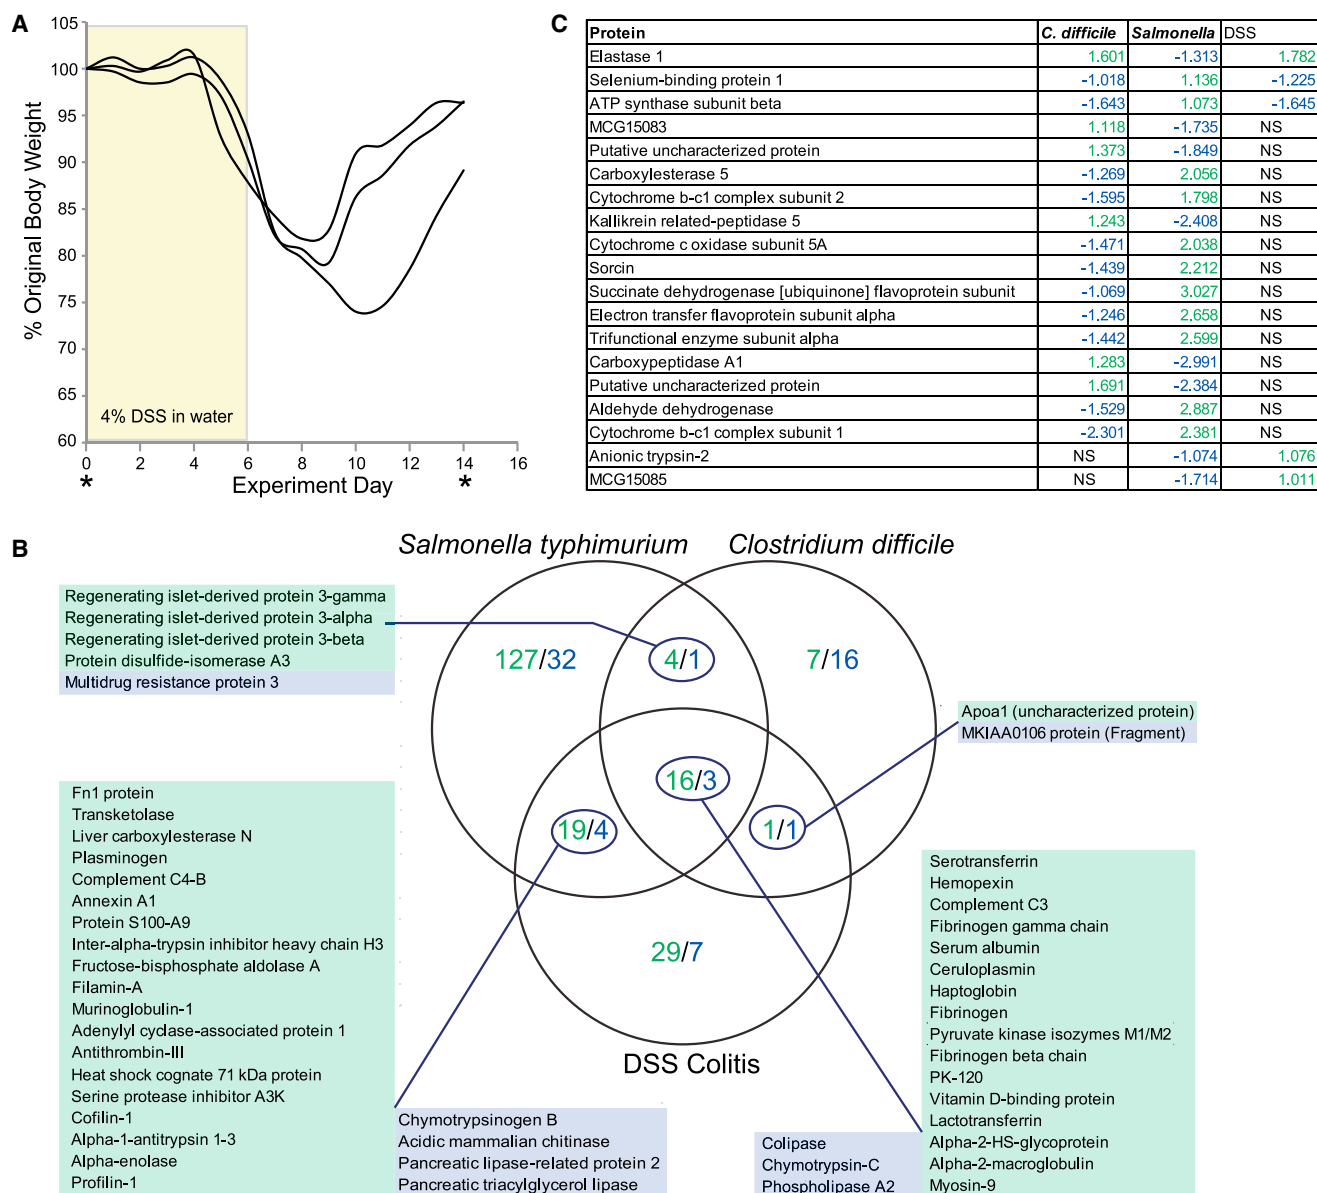 A
105
100
95
90
85
80
75
70
65
60
% Original Body Weight
4% DSS in water
0 2 4 6 8 10 12 14 16
* Experiment Day *
C
Protein C. difficile Salmonella DSS
Elastase 1 1.601 -1.313 1.782
Selenium-binding protein 1 -1.018 1.136 -1.225
ATP synthase subunit beta -1.643 1.073 -1.645
MCG15083 1.118 -1.735 NS
Putative uncharacterized protein 1.373 -1.849 NS
Carboxylesterase 5 -1.269 2.056 NS
Cytochrome b-c1 complex subunit 2 -1.595 1.798 NS
Kallikrein related-peptidase 5 1.243 -2.408 NS
Cytochrome c oxidase subunit 5A -1.471 2.038 NS
Sorcin -1.439 2.212 NS
Succinate dehydrogenase [ubiquinone] flavoprotein subunit -1.069 3.027 NS
Electron transfer flavoprotein subunit alpha -1.246 2.658 NS
Trifunctional enzyme subunit alpha -1.442 2.599 NS
Carboxypeptidase A1 1.283 -2.991 NS
Putative uncharacterized protein 1.691 -2.384 NS
Aldehyde dehydrogenase -1.529 2.887 NS
Cytochrome b-c1 complex subunit 1 -2.301 2.381 NS
Anionic trypsin-2 NS -1.074 1.076
MCG15085 NS -1.714 1.011
B
Salmonella typhimurium
Clostridium difficile
Regenerating islet-derived protein 3-gamma
Regenerating islet-derived protein 3-alpha
Regenerating islet-derived protein 3-beta
Protein disulfide-isomerase A3
Multidrug resistance protein 3
127/32
4/1
7/16
Apoa1 (uncharacterized protein)
MKIAA0106 protein (Fragment)
16/3
19/4
1/1
29/7
DSS Colitis
Fn1 protein
Transketolase
Liver carboxylesterase N
Plasminogen
Complement C4-B
Annexin A1
Protein S100-A9
Inter-alpha-trypsin inhibitor heavy chain H3
Fructose-bisphosphate aldolase A
Filamin-A
Murinoglobulin-1
Adenylyl cyclase-associated protein 1
Antithrombin-III
Heat shock cognate 71 kDa protein
Serine protease inhibitor A3K
Cofilin-1
Alpha-1-antitrypsin 1-3
Alpha-enolase
Profilin-1
Chymotrypsinogen B
Acidic mammalian chitinase
Pancreatic lipase-related protein 2
Pancreatic triacylglycerol lipase
Colipase
Chymotrypsin-C
Phospholipase A2
Serotransferrin
Hemopexin
Complement C3
Fibrinogen gamma chain
Serum albumin
Ceruloplasmin
Haptoglobin
Fibrinogen
Pyruvate kinase isozymes M1/M2
Fibrinogen beta chain
PK-120
Vitamin D-binding protein
Lactotransferrin
Alpha-2-HS-glycoprotein
Alpha-2-macroglobulin
Myosin-9